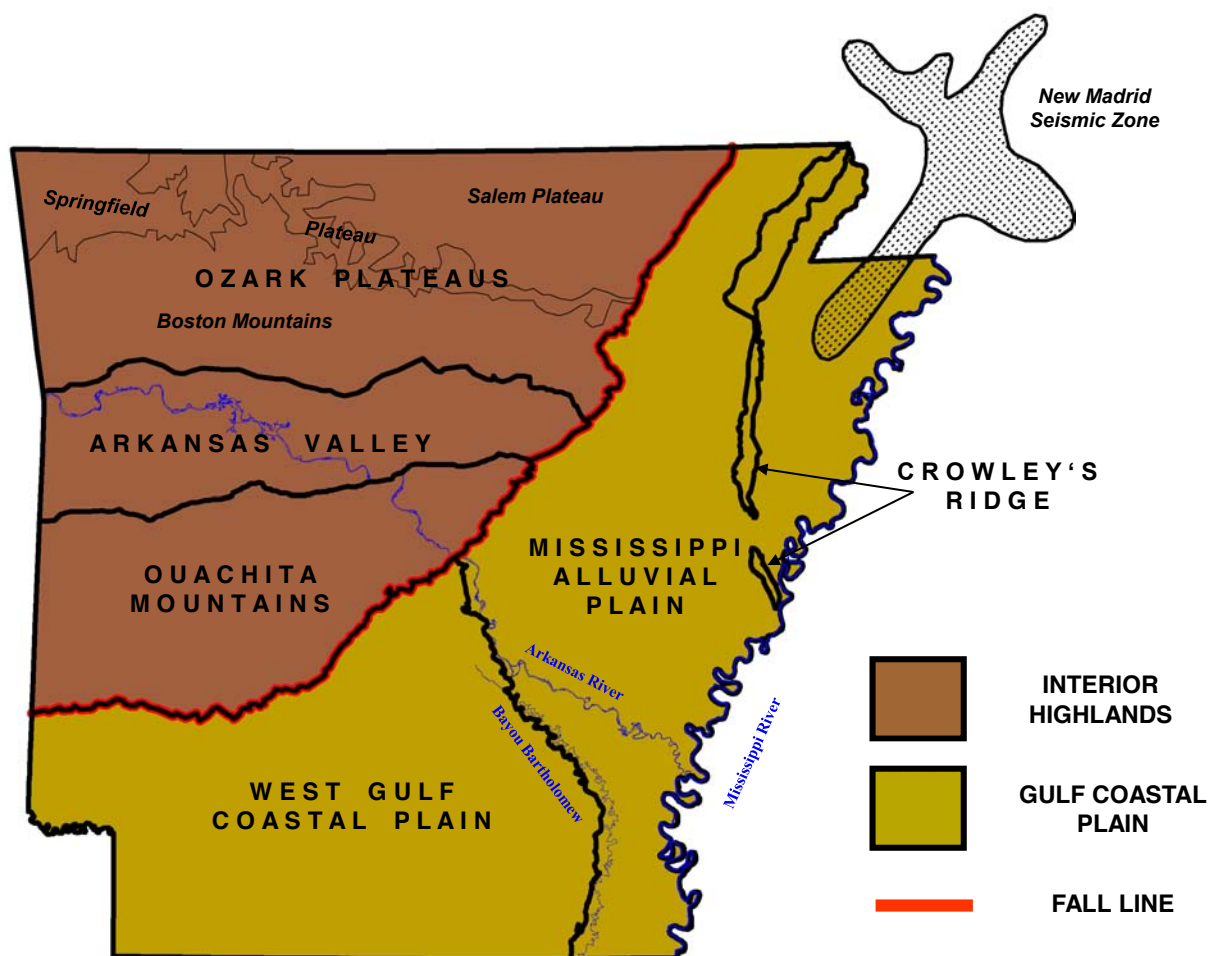 New Madrid
Seismic Zone
Springfield
Plateau
Salem Plateau
OZARK PLATEAUS
Boston Mountains
ARKANSAS VALLEY
CROWLEY‘S
RIDGE
MISSISSIPPI
ALLUVIAL
PLAIN
OUACHITA
MOUNTAINS
Arkansas River
Bayou Bartholomew
Mississippi River
WEST GULF
COASTAL PLAIN
INTERIOR
HIGHLANDS
GULF COASTAL
PLAIN
FALL LINE